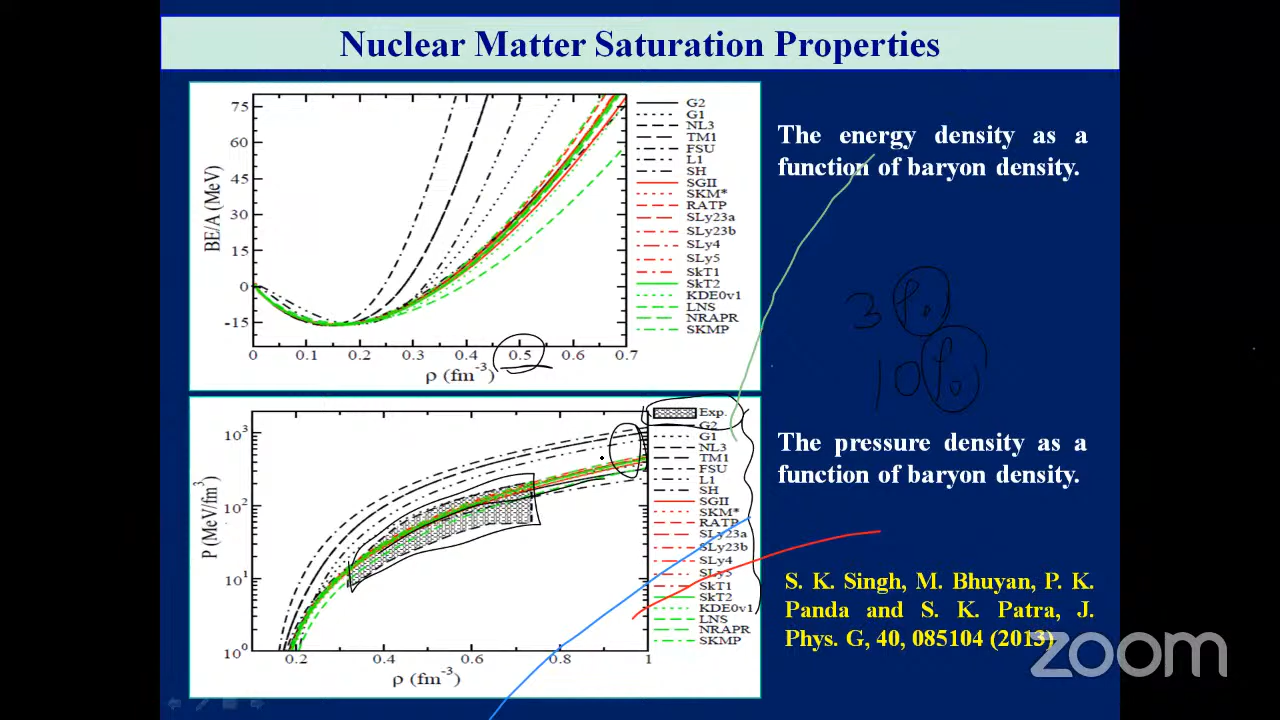 Nuclear Matter Saturation Properties
75
60
45
30
15
0
-15
BE/A (MeV)
0 0.1 0.2 0.3 0.4 0.5 0.6 0.7
ρ (fm⁻³)
G2
G1
NL3
TM1
FSU
L1
SH
SGII
SKM*
RATP
SLy23a
SLy23b
SLy4
SLy5
SkT1
SkT2
KDE0v1
LNS
NRAPR
SKMP
The energy density as a
function of baryon density.
3 ρ₀
10 ρ₀
10³
10²
10¹
10⁰
P (MeV/fm³)
0.2 0.4 0.6 0.8 1
ρ (fm⁻³)
Exp.
G2
G1
NL3
TM1
FSU
L1
SH
SGII
SKM*
RATP
SLy23a
SLy23b
SLy4
SLy5
SkT1
SkT2
KDE0v1
LNS
NRAPR
SKMP
The pressure density as a
function of baryon density.
S. K. Singh, M. Bhuyan, P. K.
Panda and S. K. Patra, J.
Phys. G, 40, 085104 (2013)
zoom